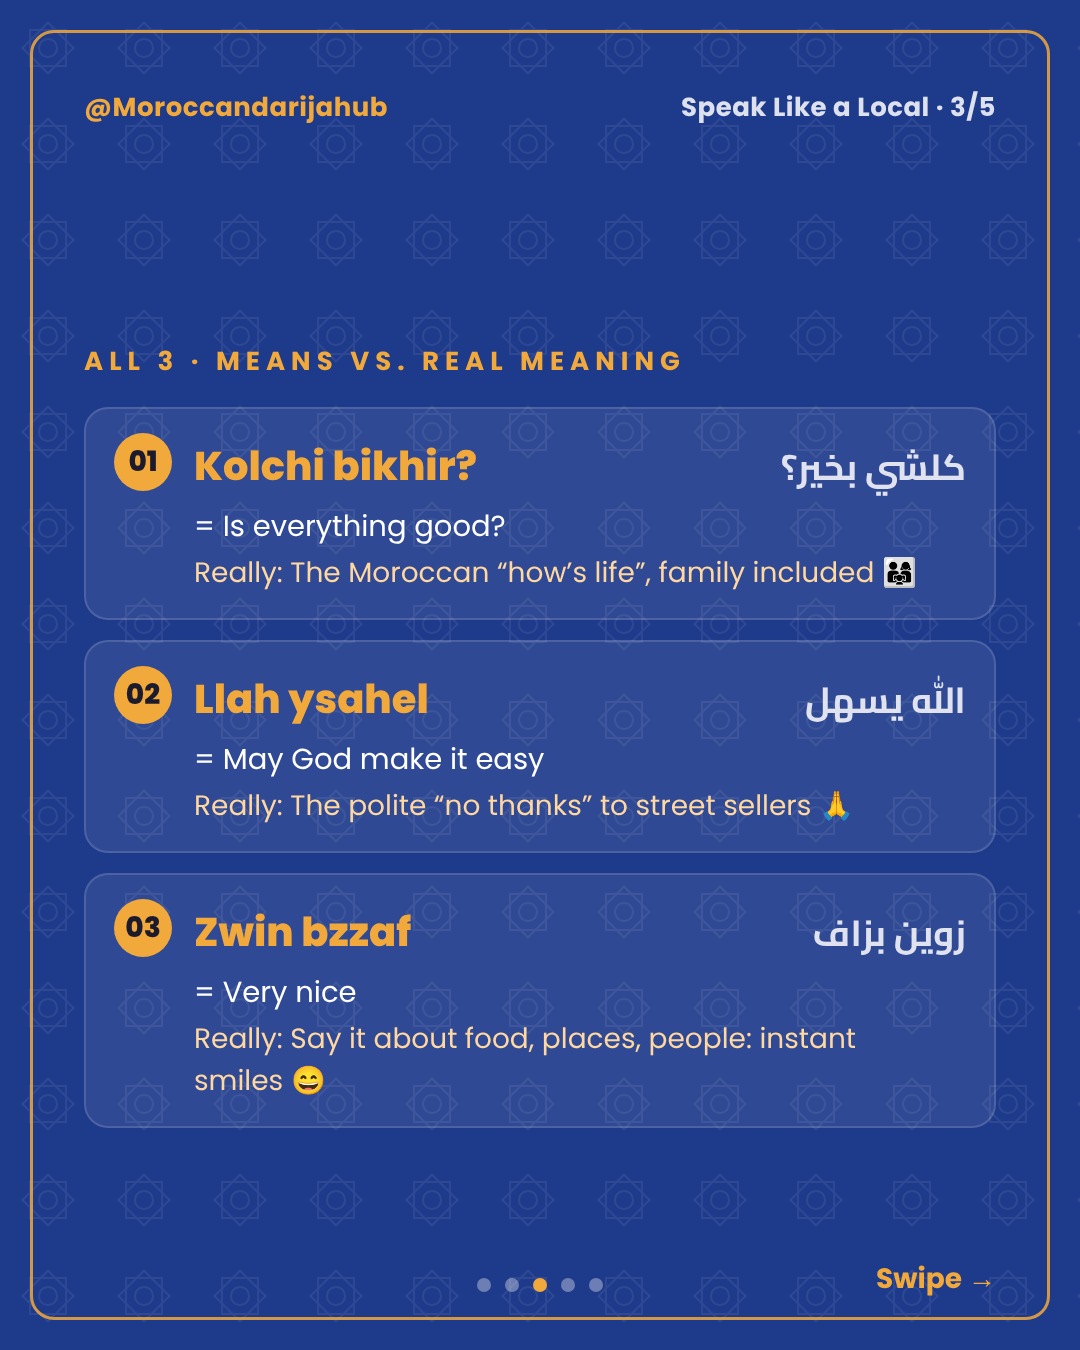 @Moroccandarijahub
Speak Like a Local · 3/5
ALL 3 · MEANS VS. REAL MEANING
01 Kolchi bikhir? كلشي بخير؟
= Is everything good?
Really: The Moroccan “how’s life”, family included 👨‍👩‍👧
02 Llah ysahel الله يسهل
= May God make it easy
Really: The polite “no thanks” to street sellers 🙏
03 Zwin bzzaf زوين بزاف
= Very nice
Really: Say it about food, places, people: instant
smiles 😄
Swipe →